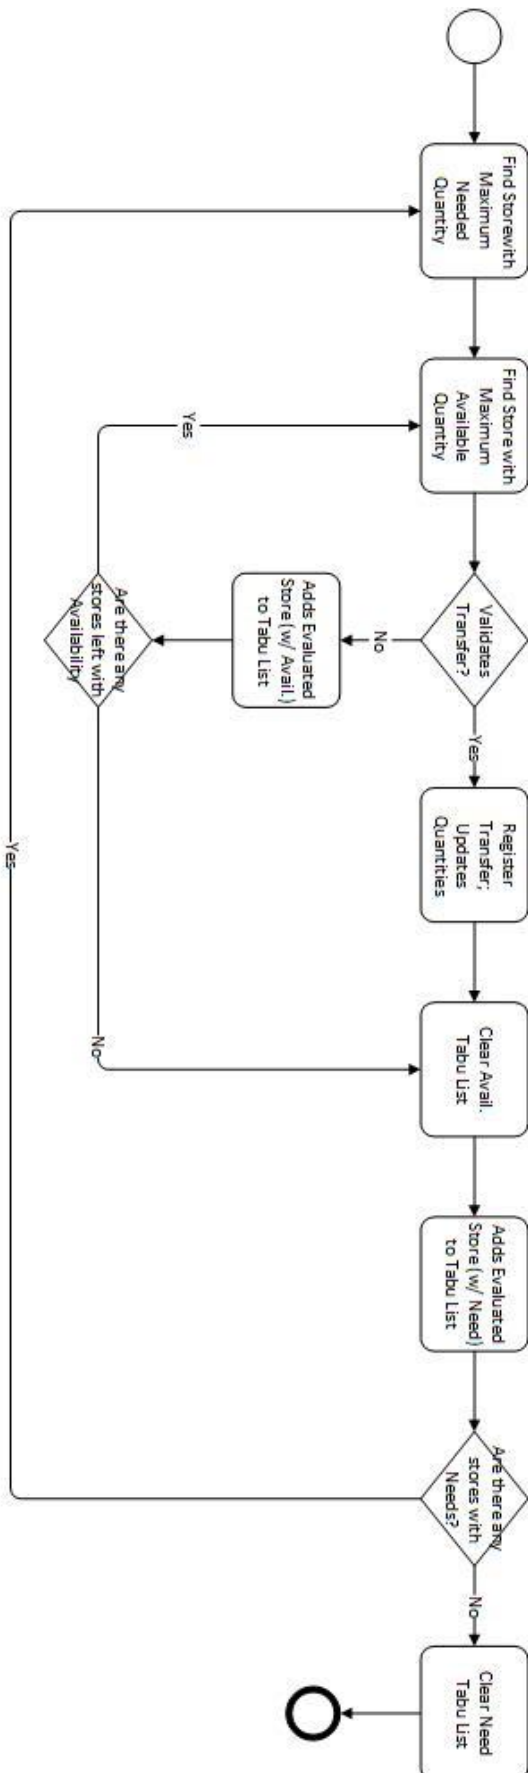 Find Storewith
Maximum
Needed
Quantity
Find Store with
Maximum
Available
Quantity
Validates
Transfer?
Yes
Register
Transfer;
Updates
Quantities
Clear Avail.
Tabu List
Adds Evaluated
Store (w/ Need)
to Tabu List
Are there any
stores with
Needs?
No
Clear Need
Tabu List
No
Adds Evaluated
Store (w/ Avail.)
to Tabu List
Yes
Are there any
stores left with
Availability
No
Yes